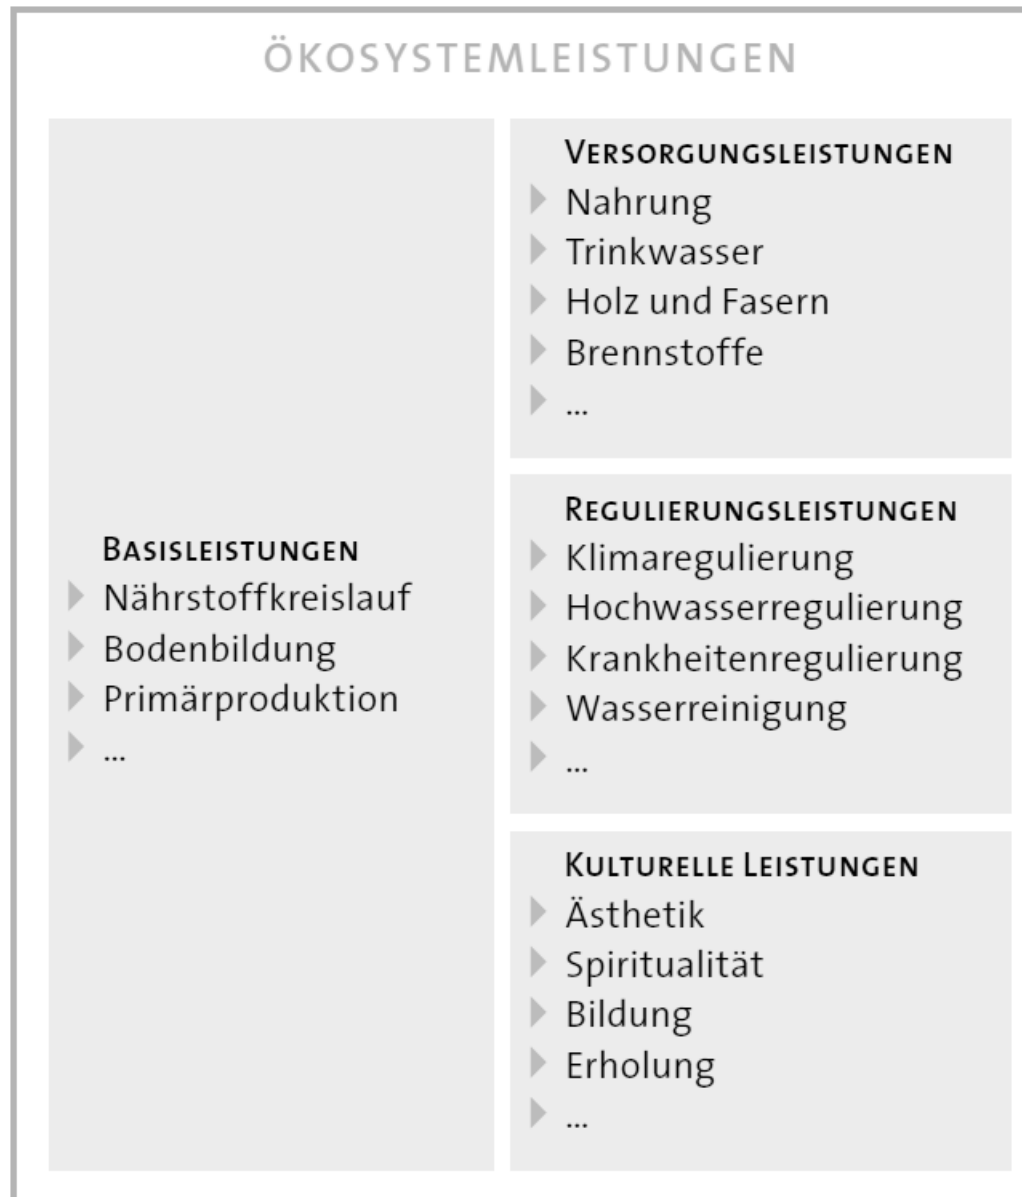 ÖKOSYSTEMLEISTUNGEN
BASISLEISTUNGEN
Nährstoffkreislauf
Bodenbildung
Primärproduktion
...
VERSORGUNGSLEISTUNGEN
Nahrung
Trinkwasser
Holz und Fasern
Brennstoffe
...
REGULIERUNGSLEISTUNGEN
Klimaregulierung
Hochwasserregulierung
Krankheitenregulierung
Wasserreinigung
...
KULTURELLE LEISTUNGEN
Ästhetik
Spiritualität
Bildung
Erholung
...